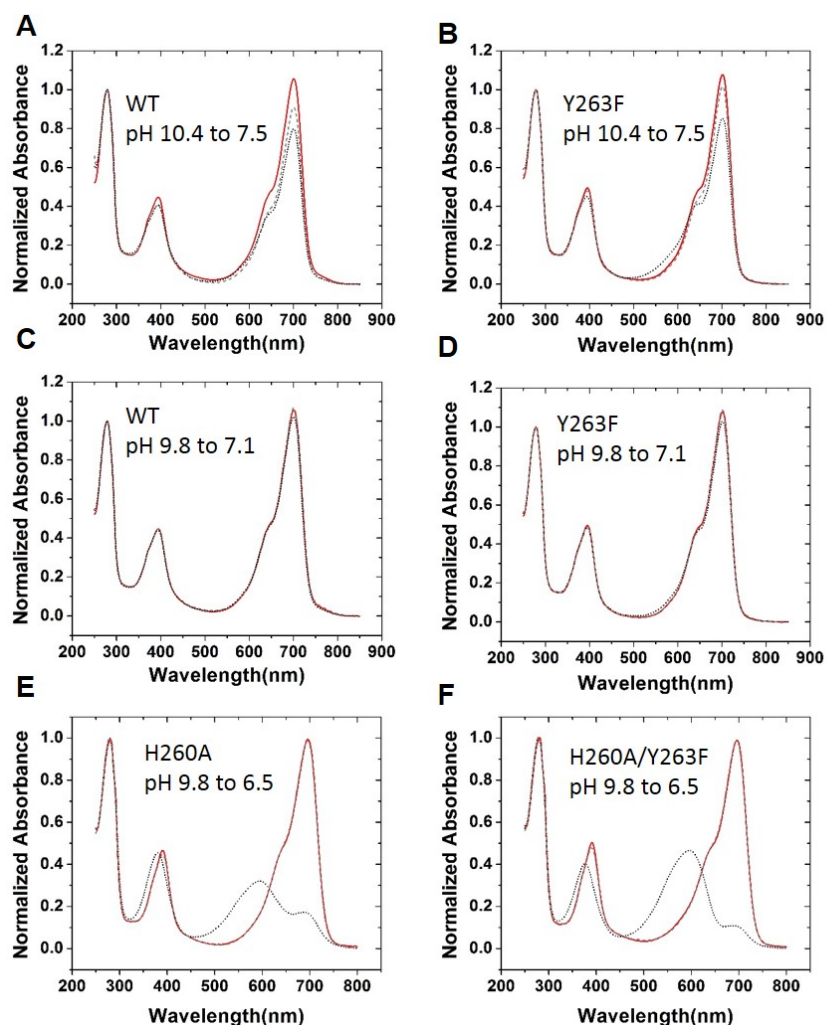 A
Normalized Absorbance
1.2
1.0
0.8
0.6
0.4
0.2
0.0
WT
pH 10.4 to 7.5
200 300 400 500 600 700 800 900
Wavelength(nm)
B
Normalized Absorbance
1.2
1.0
0.8
0.6
0.4
0.2
0.0
Y263F
pH 10.4 to 7.5
200 300 400 500 600 700 800 900
Wavelength(nm)
C
Normalized Absorbance
1.2
1.0
0.8
0.6
0.4
0.2
0.0
WT
pH 9.8 to 7.1
200 300 400 500 600 700 800 900
Wavelength(nm)
D
Normalized Absorbance
1.2
1.0
0.8
0.6
0.4
0.2
0.0
Y263F
pH 9.8 to 7.1
200 300 400 500 600 700 800 900
Wavelength(nm)
E
Normalized Absorbance
1.0
0.8
0.6
0.4
0.2
0.0
H260A
pH 9.8 to 6.5
200 300 400 500 600 700 800
Wavelength(nm)
F
Normalized Absorbance
1.0
0.8
0.6
0.4
0.2
0.0
H260A/Y263F
pH 9.8 to 6.5
200 300 400 500 600 700 800
Wavelength(nm)